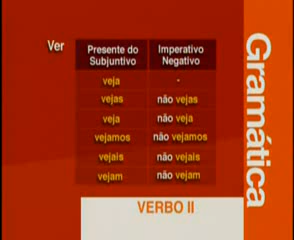 Ver
Presente do Subjuntivo
Imperativo Negativo
veja -
vejas não vejas
veja não veja
vejamos não vejamos
vejais não vejais
vejam não vejam
VERBO II
Gramática